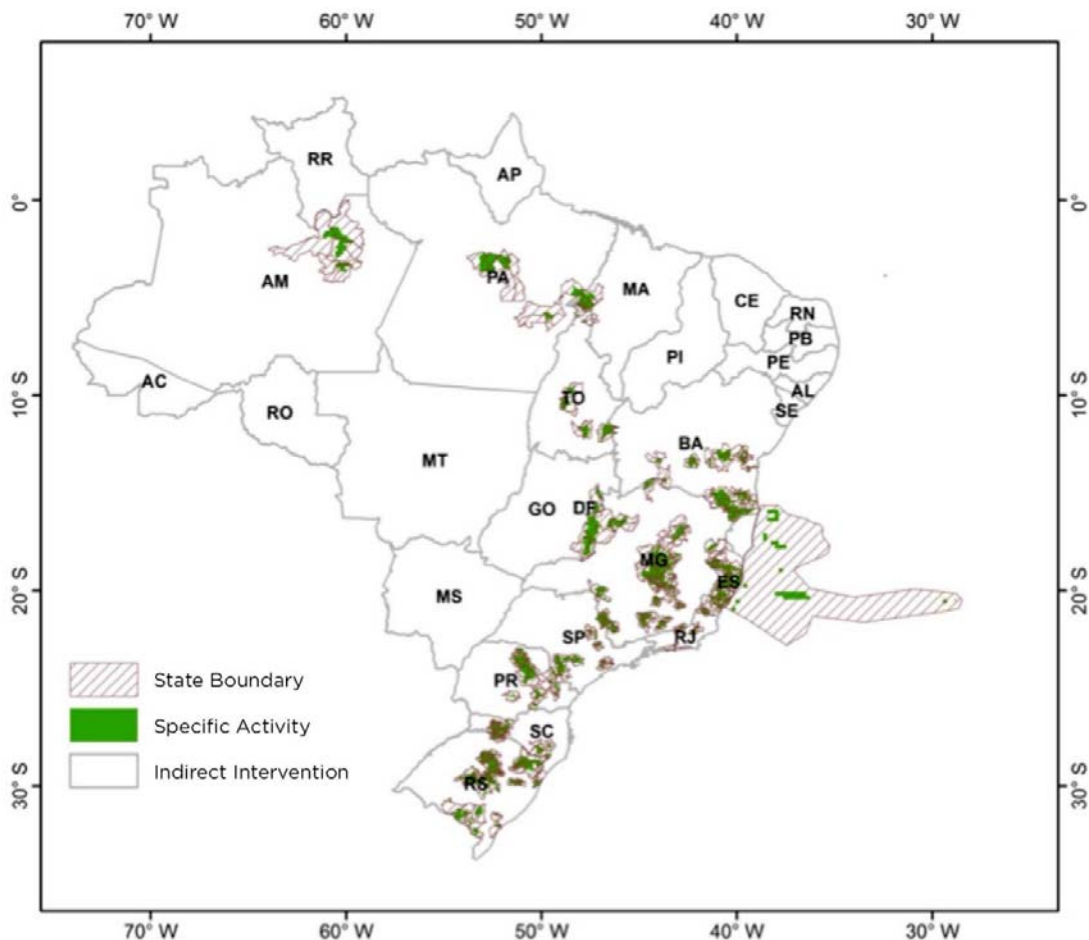 70° W 60° W 50° W 40° W 30° W
RR
AP
0° 0°
AM
PA
MA
CE
RN
PB
PI
PE
AC
AL
10° S 10° S
TO
SE
RO
BA
MT
GO
DF
MG
ES
20° S 20° S
MS
SP
RJ
State Boundary
PR
Specific Activity
SC
Indirect Intervention
RS
30° S 30° S
70° W 60° W 50° W 40° W 30° W